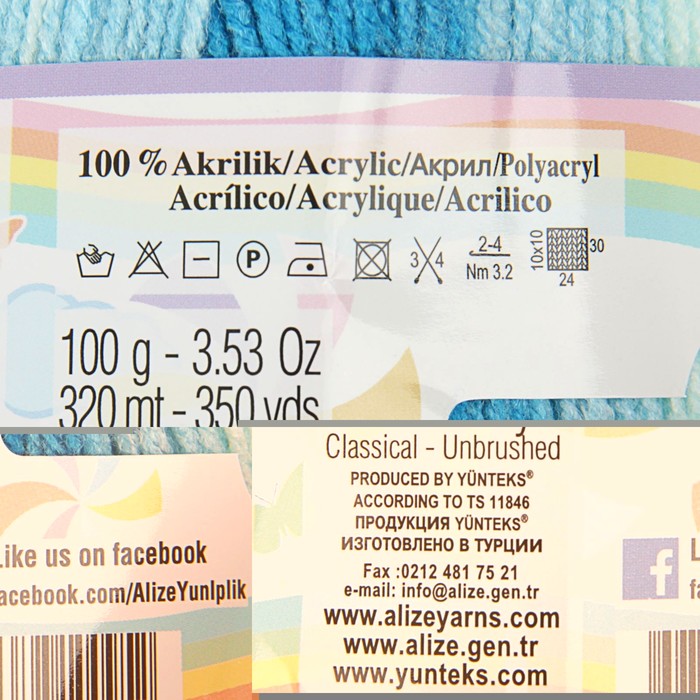 100 % Akrilik/Acrylic/Акрил/Polyacryl
Acrílico/Acrylique/Acrilico
P
3 4
2-4
Nm 3.2
10x10
30
24
100 g - 3.53 Oz
320 mt - 350 yds
Like us on facebook
acebook.com/AlizeYunIplik
Classical - Unbrushed
PRODUCED BY YÜNTEKS®
ACCORDING TO TS 11846
ПРОДУКЦИЯ YÜNTEKS®
ИЗГОТОВЛЕНО В ТУРЦИИ
Fax :0212 481 75 21
e-mail: info@alize.gen.tr
www.alizeyarns.com
www.alize.gen.tr
www.yunteks.com
f
L
fa